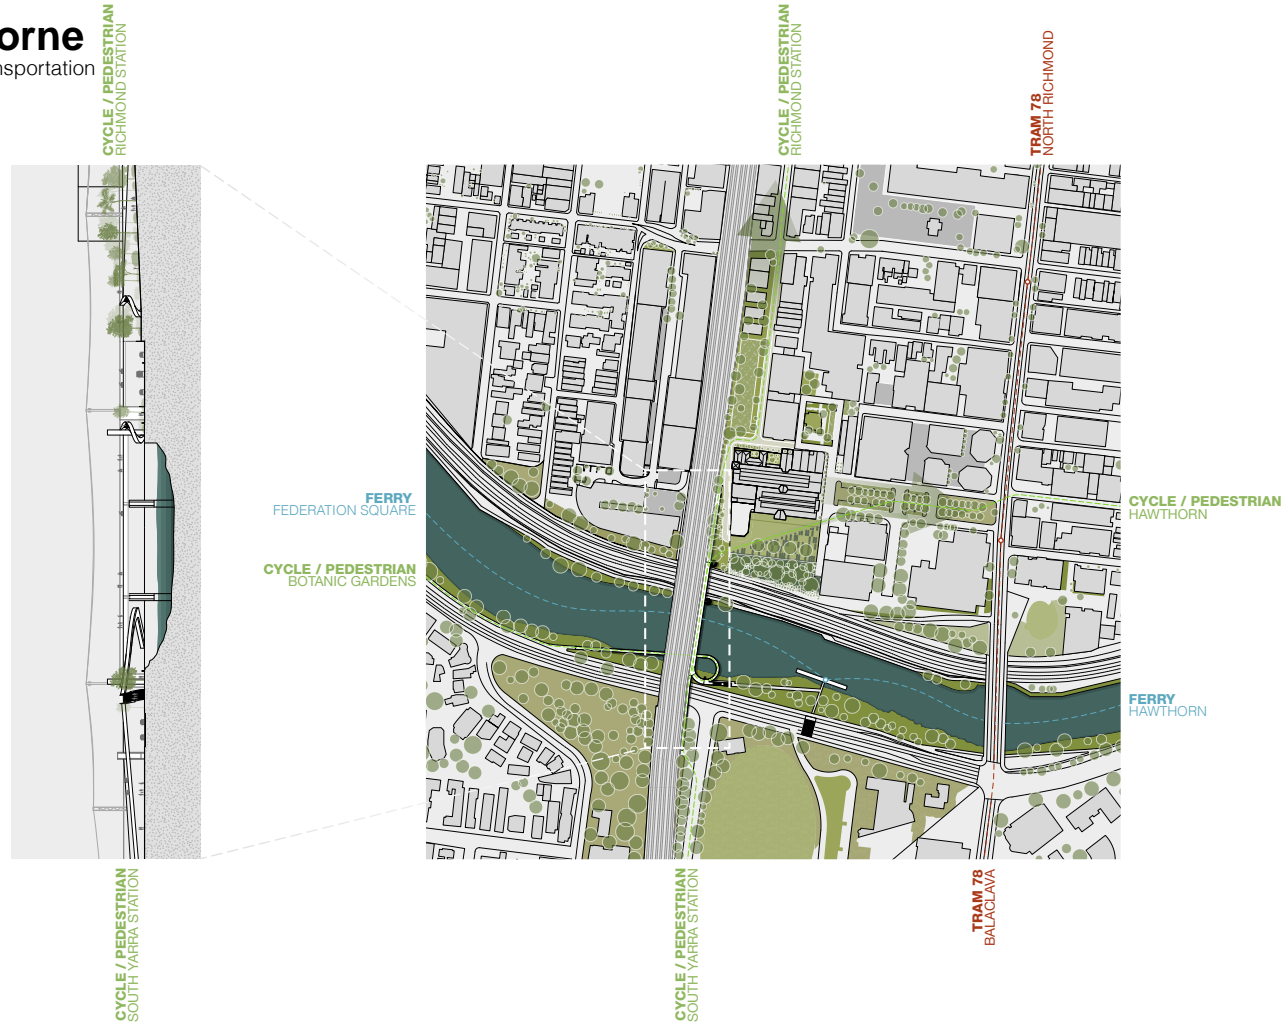 orne
nsportation
CYCLE / PEDESTRIAN
RICHMOND STATION
CYCLE / PEDESTRIAN
RICHMOND STATION
TRAM 78
NORTH RICHMOND
FERRY
FEDERATION SQUARE
CYCLE / PEDESTRIAN
BOTANIC GARDENS
CYCLE / PEDESTRIAN
HAWTHORN
FERRY
HAWTHORN
CYCLE / PEDESTRIAN
SOUTH YARRA STATION
CYCLE / PEDESTRIAN
SOUTH YARRA STATION
TRAM 78
BALACLAVA